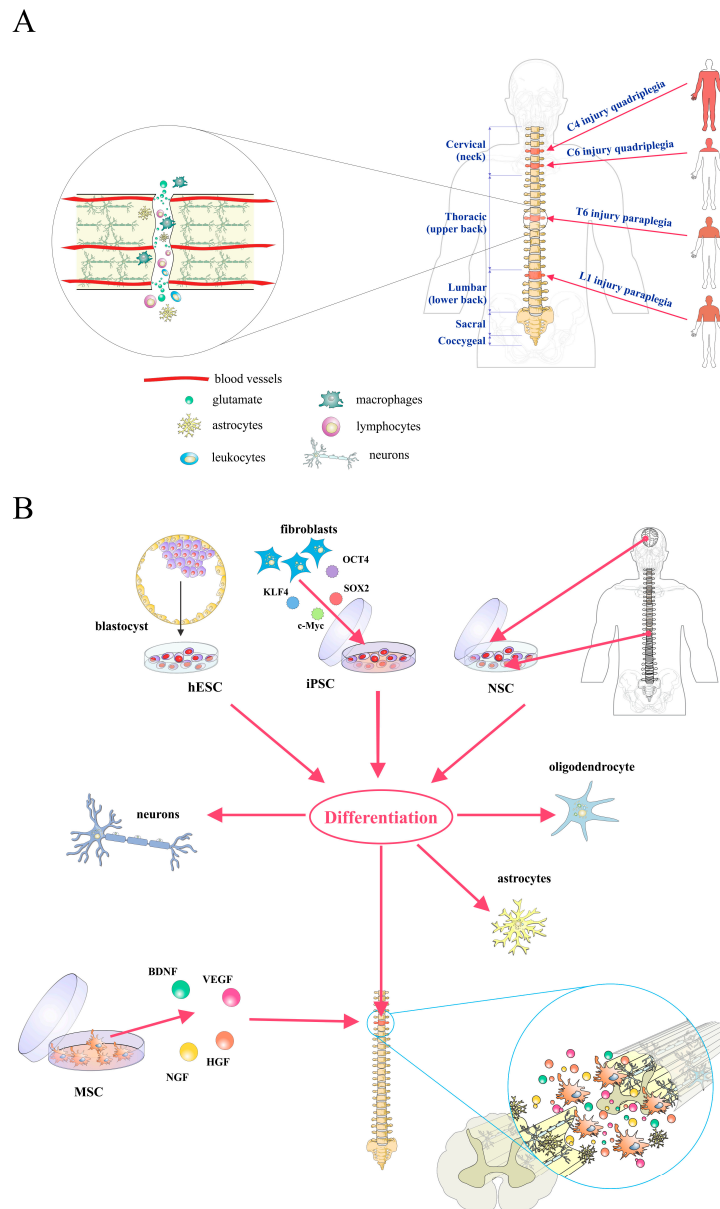 A
C4 injury quadriplegia
Cervical
(neck)
C6 injury quadriplegia
Thoracic
(upper back)
T6 injury paraplegia
L1 injury paraplegia
Lumbar
(lower back)
Sacral
Coccygeal
blood vessels
glutamate
macrophages
astrocytes
lymphocytes
leukocytes
neurons
B
fibroblasts
OCT4
KLF4
SOX2
c-Myc
blastocyst
hESC
iPSC
NSC
oligodendrocyte
neurons
Differentiation
astrocytes
BDNF
VEGF
NGF
HGF
MSC